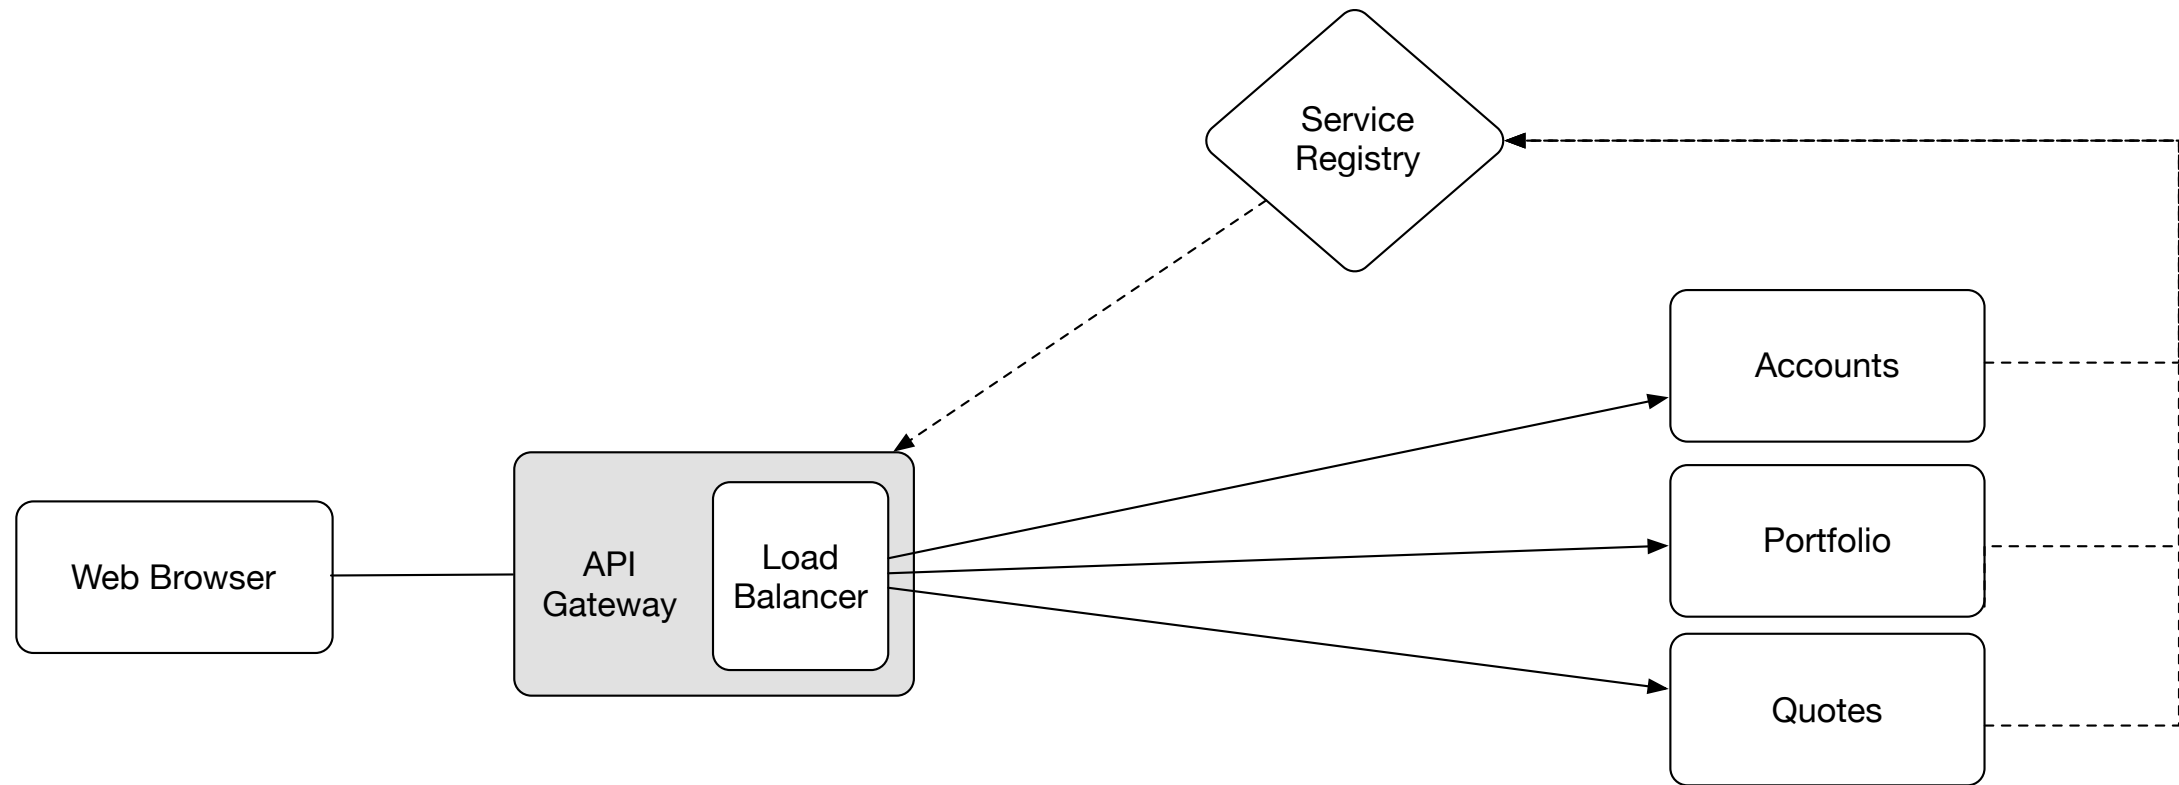 Service
Registry
Accounts
Portfolio
Web Browser
API
Gateway
Load
Balancer
Quotes